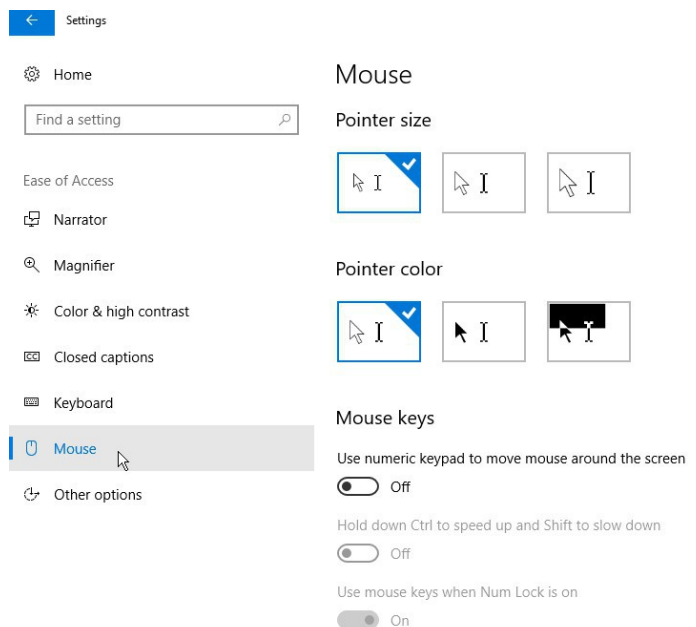 Settings
Home
Find a setting
Ease of Access
Narrator
Magnifier
Color & high contrast
CC Closed captions
Keyboard
Mouse
Other options
Mouse
Pointer size
Pointer color
Mouse keys
Use numeric keypad to move mouse around the screen
Off
Hold down Ctrl to speed up and Shift to slow down
Off
Use mouse keys when Num Lock is on
On